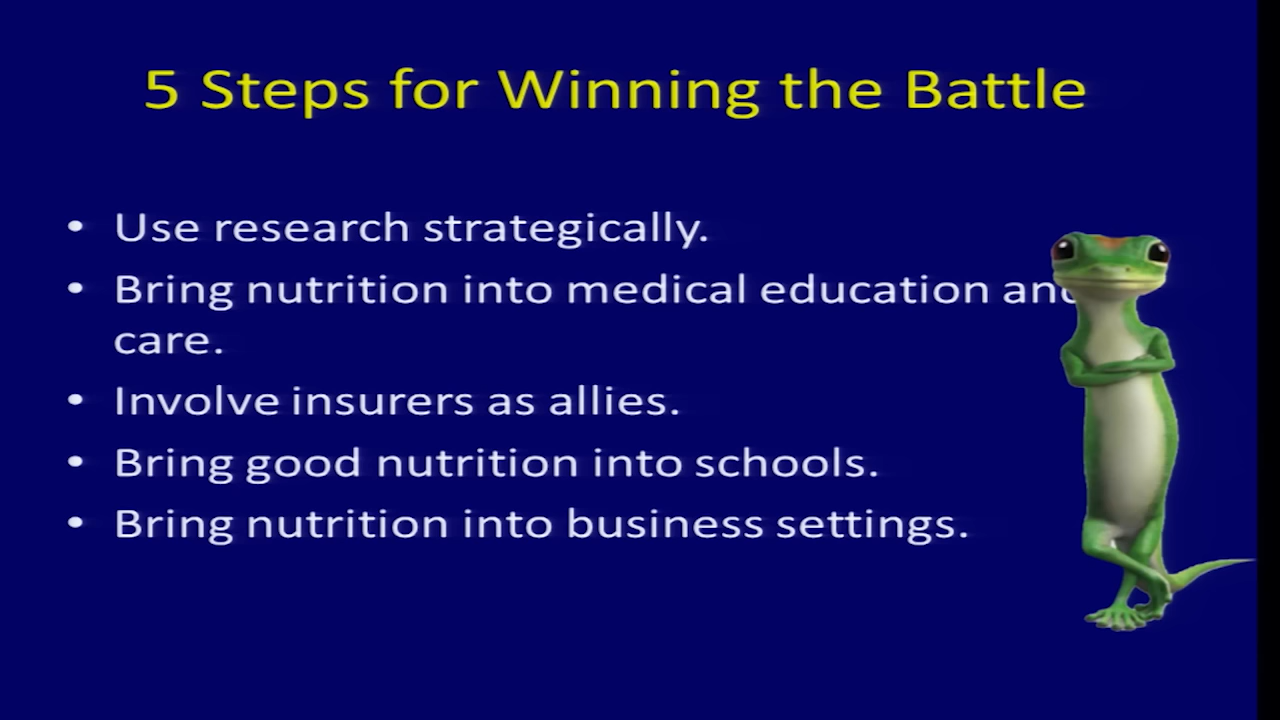 5 Steps for Winning the Battle
• Use research strategically.
• Bring nutrition into medical education and
care.
• Involve insurers as allies.
• Bring good nutrition into schools.
• Bring nutrition into business settings.